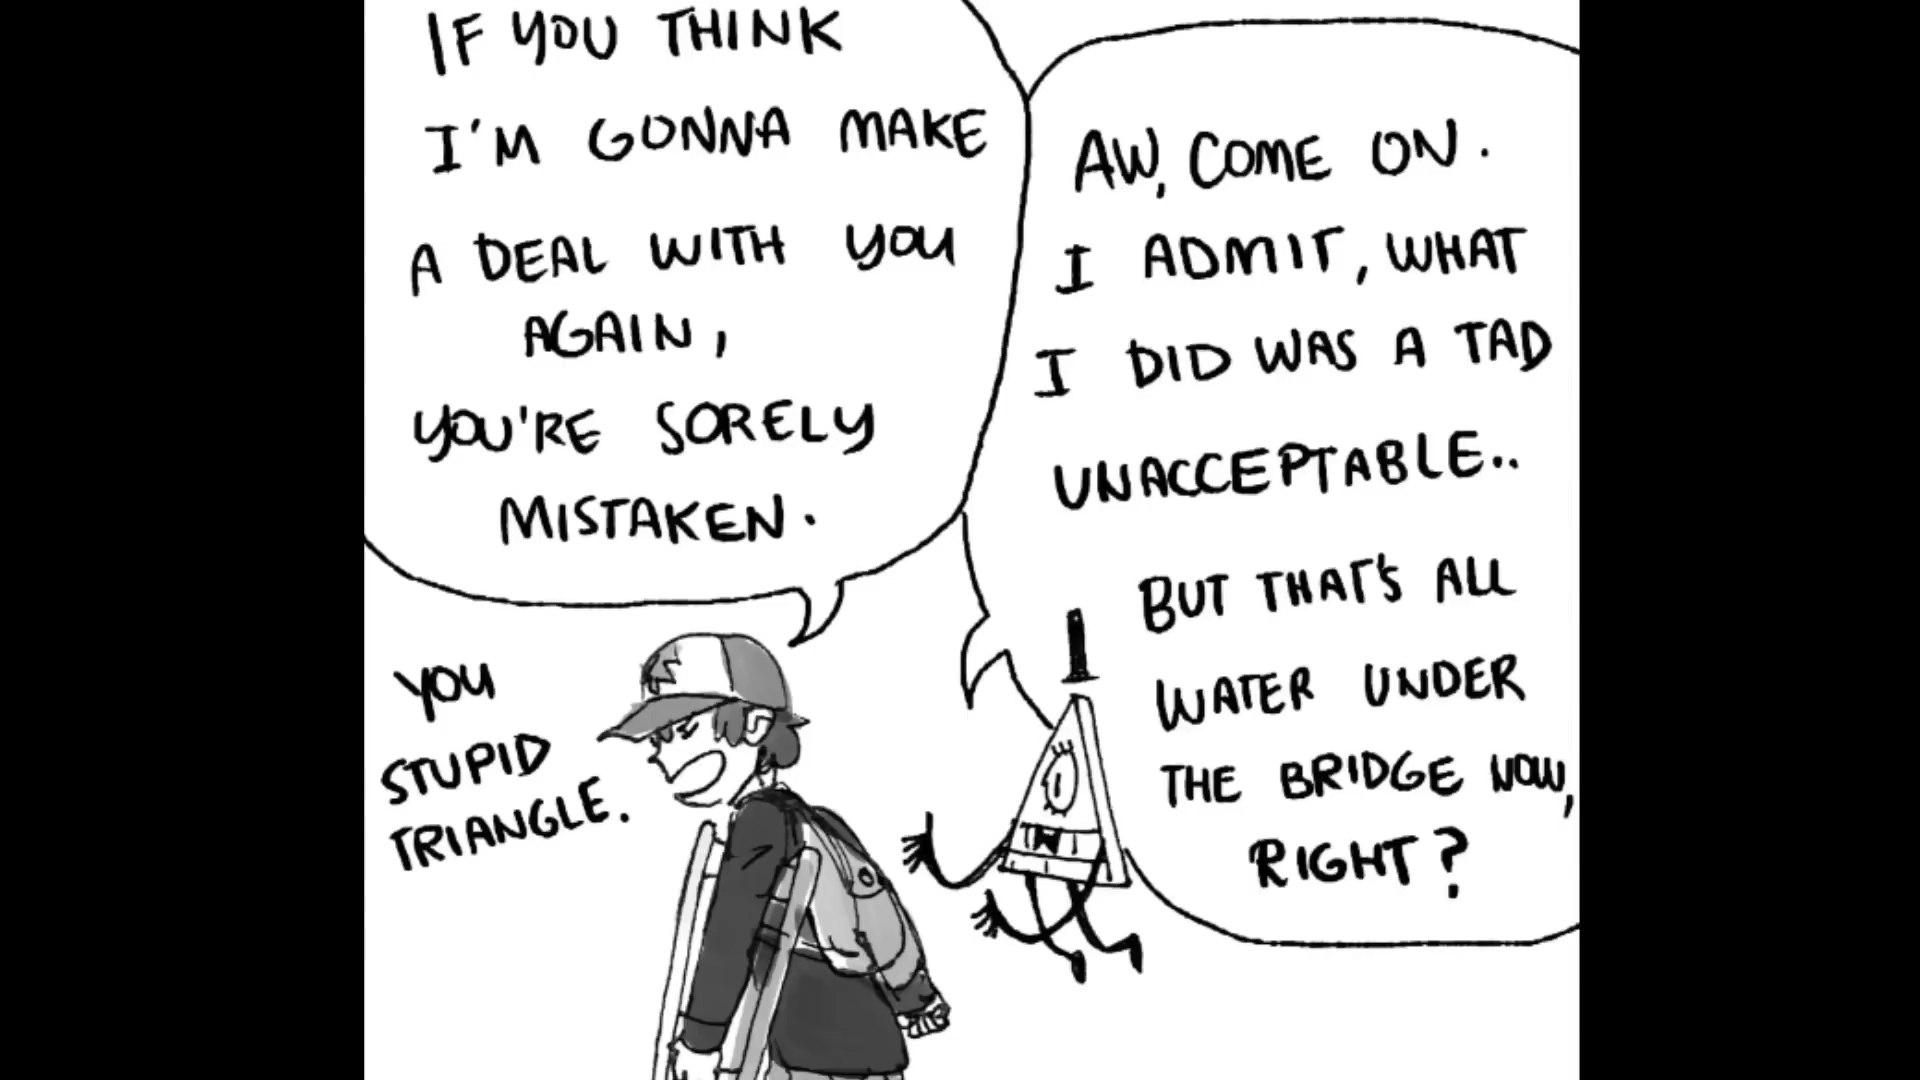 IF YOU THINK
I'M GONNA MAKE
A DEAL WITH YOU
AGAIN,
YOU'RE SORELY
MISTAKEN.
YOU
STUPID
TRIANGLE.
AW, COME ON.
I ADMIT, WHAT
I DID WAS A TAD
UNACCEPTABLE..
BUT THAT'S ALL
WATER UNDER
THE BRIDGE NOW,
RIGHT?